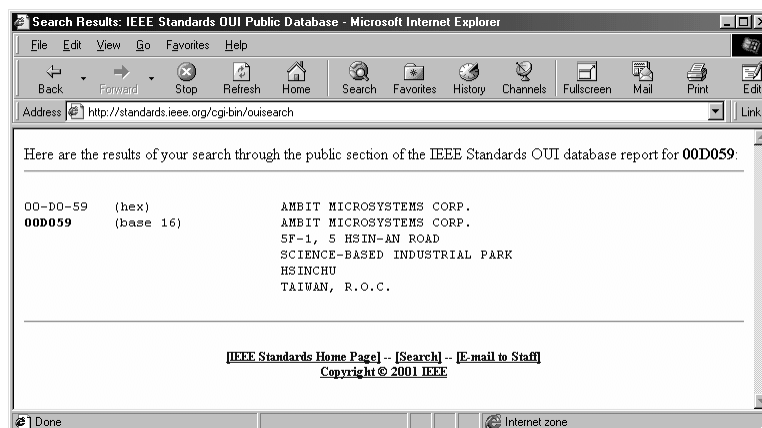 Search Results: IEEE Standards OUI Public Database - Microsoft Internet Explorer
File Edit View Go Favorites Help
Back Forward Stop Refresh Home Search Favorites History Channels Fullscreen Mail Print Edit
Address http://standards.ieee.org/cgi-bin/ouisearch Link
Here are the results of your search through the public section of the IEEE Standards OUI database report for 00D059:
00-D0-59 (hex) AMBIT MICROSYSTEMS CORP.
00D059 (base 16) AMBIT MICROSYSTEMS CORP.
5F-1, 5 HSIN-AN ROAD
SCIENCE-BASED INDUSTRIAL PARK
HSINCHU
TAIWAN, R.O.C.
[IEEE Standards Home Page] -- [Search] -- [E-mail to Staff]
Copyright © 2001 IEEE
Done Internet zone